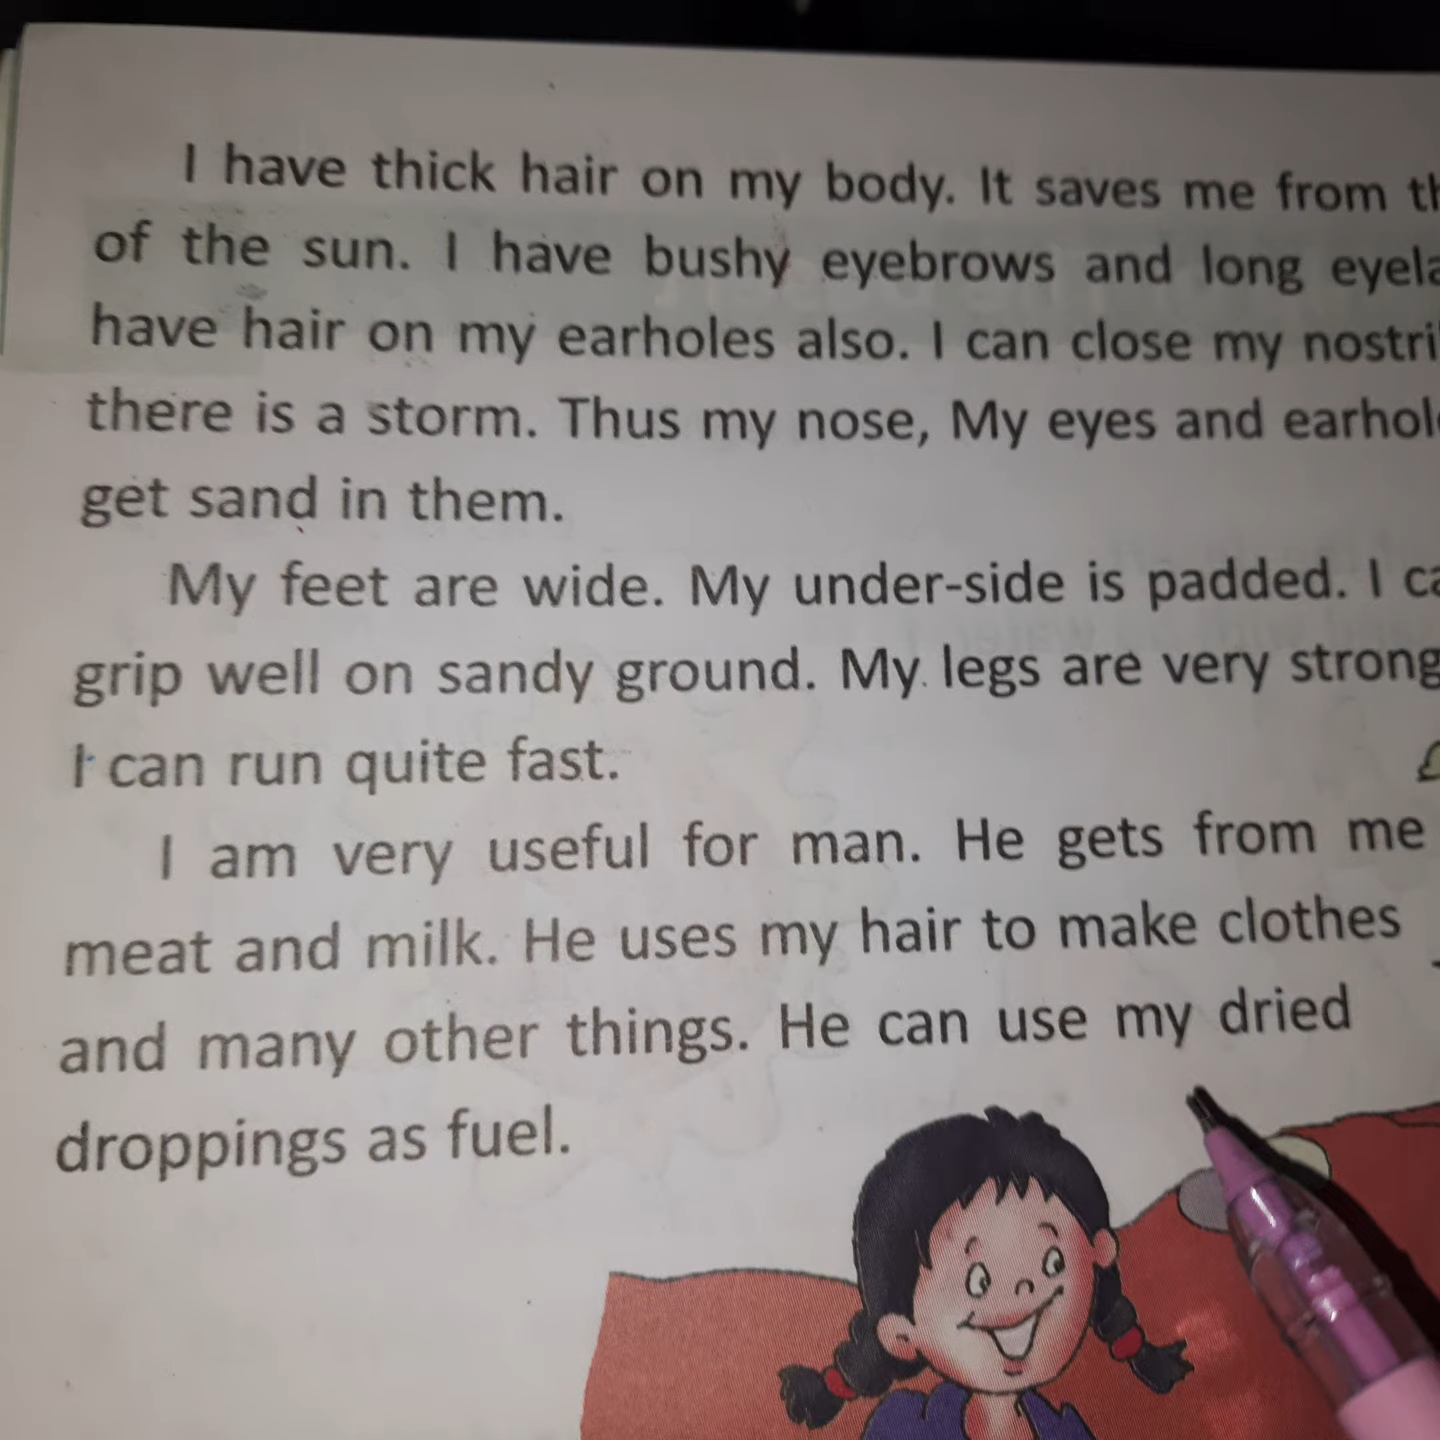 I have thick hair on my body. It saves me from
of the sun. I have bushy eyebrows and long
have hair on my earholes also. I can close my
there is a storm. Thus my nose, My eyes and
get sand in them.
My feet are wide. My under-side is padded. I
grip well on sandy ground. My legs are very strong
I can run quite fast.
I am very useful for man. He gets from me
meat and milk. He uses my hair to make clothes
and many other things. He can use my dried
droppings as fuel.